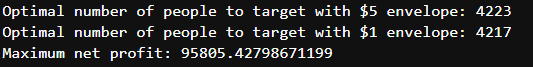 Optimal number of people to target with $5 envelope: 4223
Optimal number of people to target with $1 envelope: 4217
Maximum net profit: 95805.42798671199